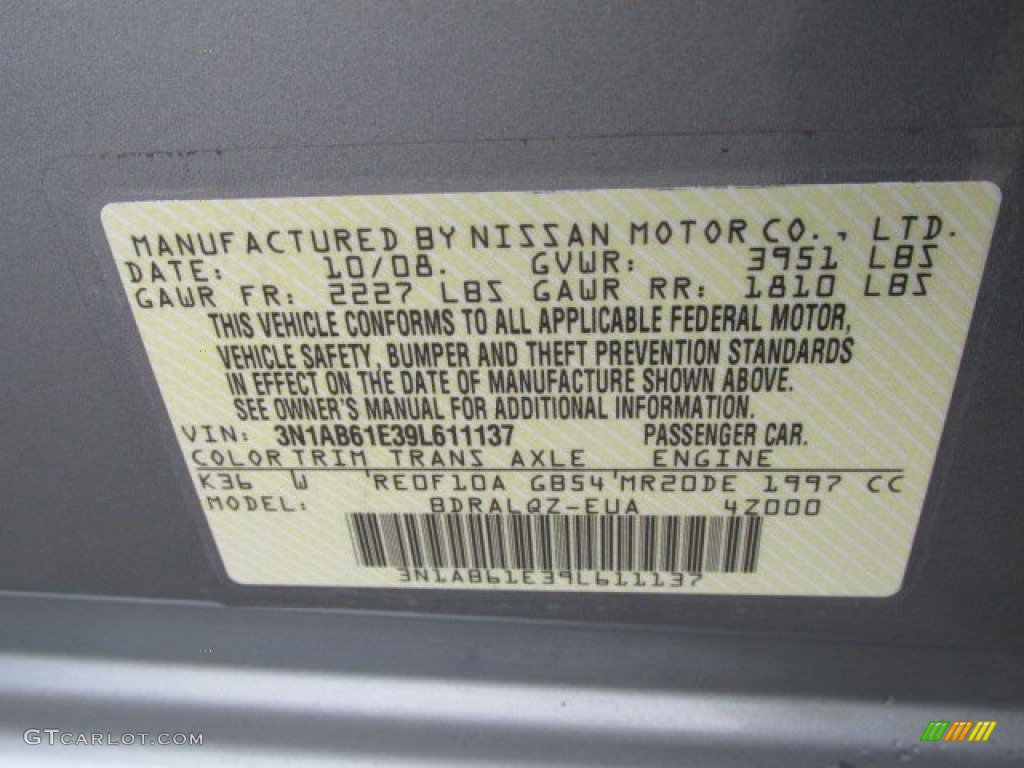 MANUFACTURED BY NISSAN MOTOR CO., LTD.
DATE: 10/08. GVWR: 3951 LBS
GAWR FR: 2227 LBS GAWR RR: 1810 LBS
THIS VEHICLE CONFORMS TO ALL APPLICABLE FEDERAL MOTOR,
VEHICLE SAFETY, BUMPER AND THEFT PREVENTION STANDARDS
IN EFFECT ON THE DATE OF MANUFACTURE SHOWN ABOVE.
SEE OWNER'S MANUAL FOR ADDITIONAL INFORMATION.
VIN: 3N1AB61E39L611137 PASSENGER CAR.
COLOR TRIM TRANS AXLE ENGINE
K36 W 'RE0F10A GB54'MR20DE 1997 CC
MODEL: BDRALQZ-EUA 4Z000
3N1AB61E39L611137
GTCARLOT.COM